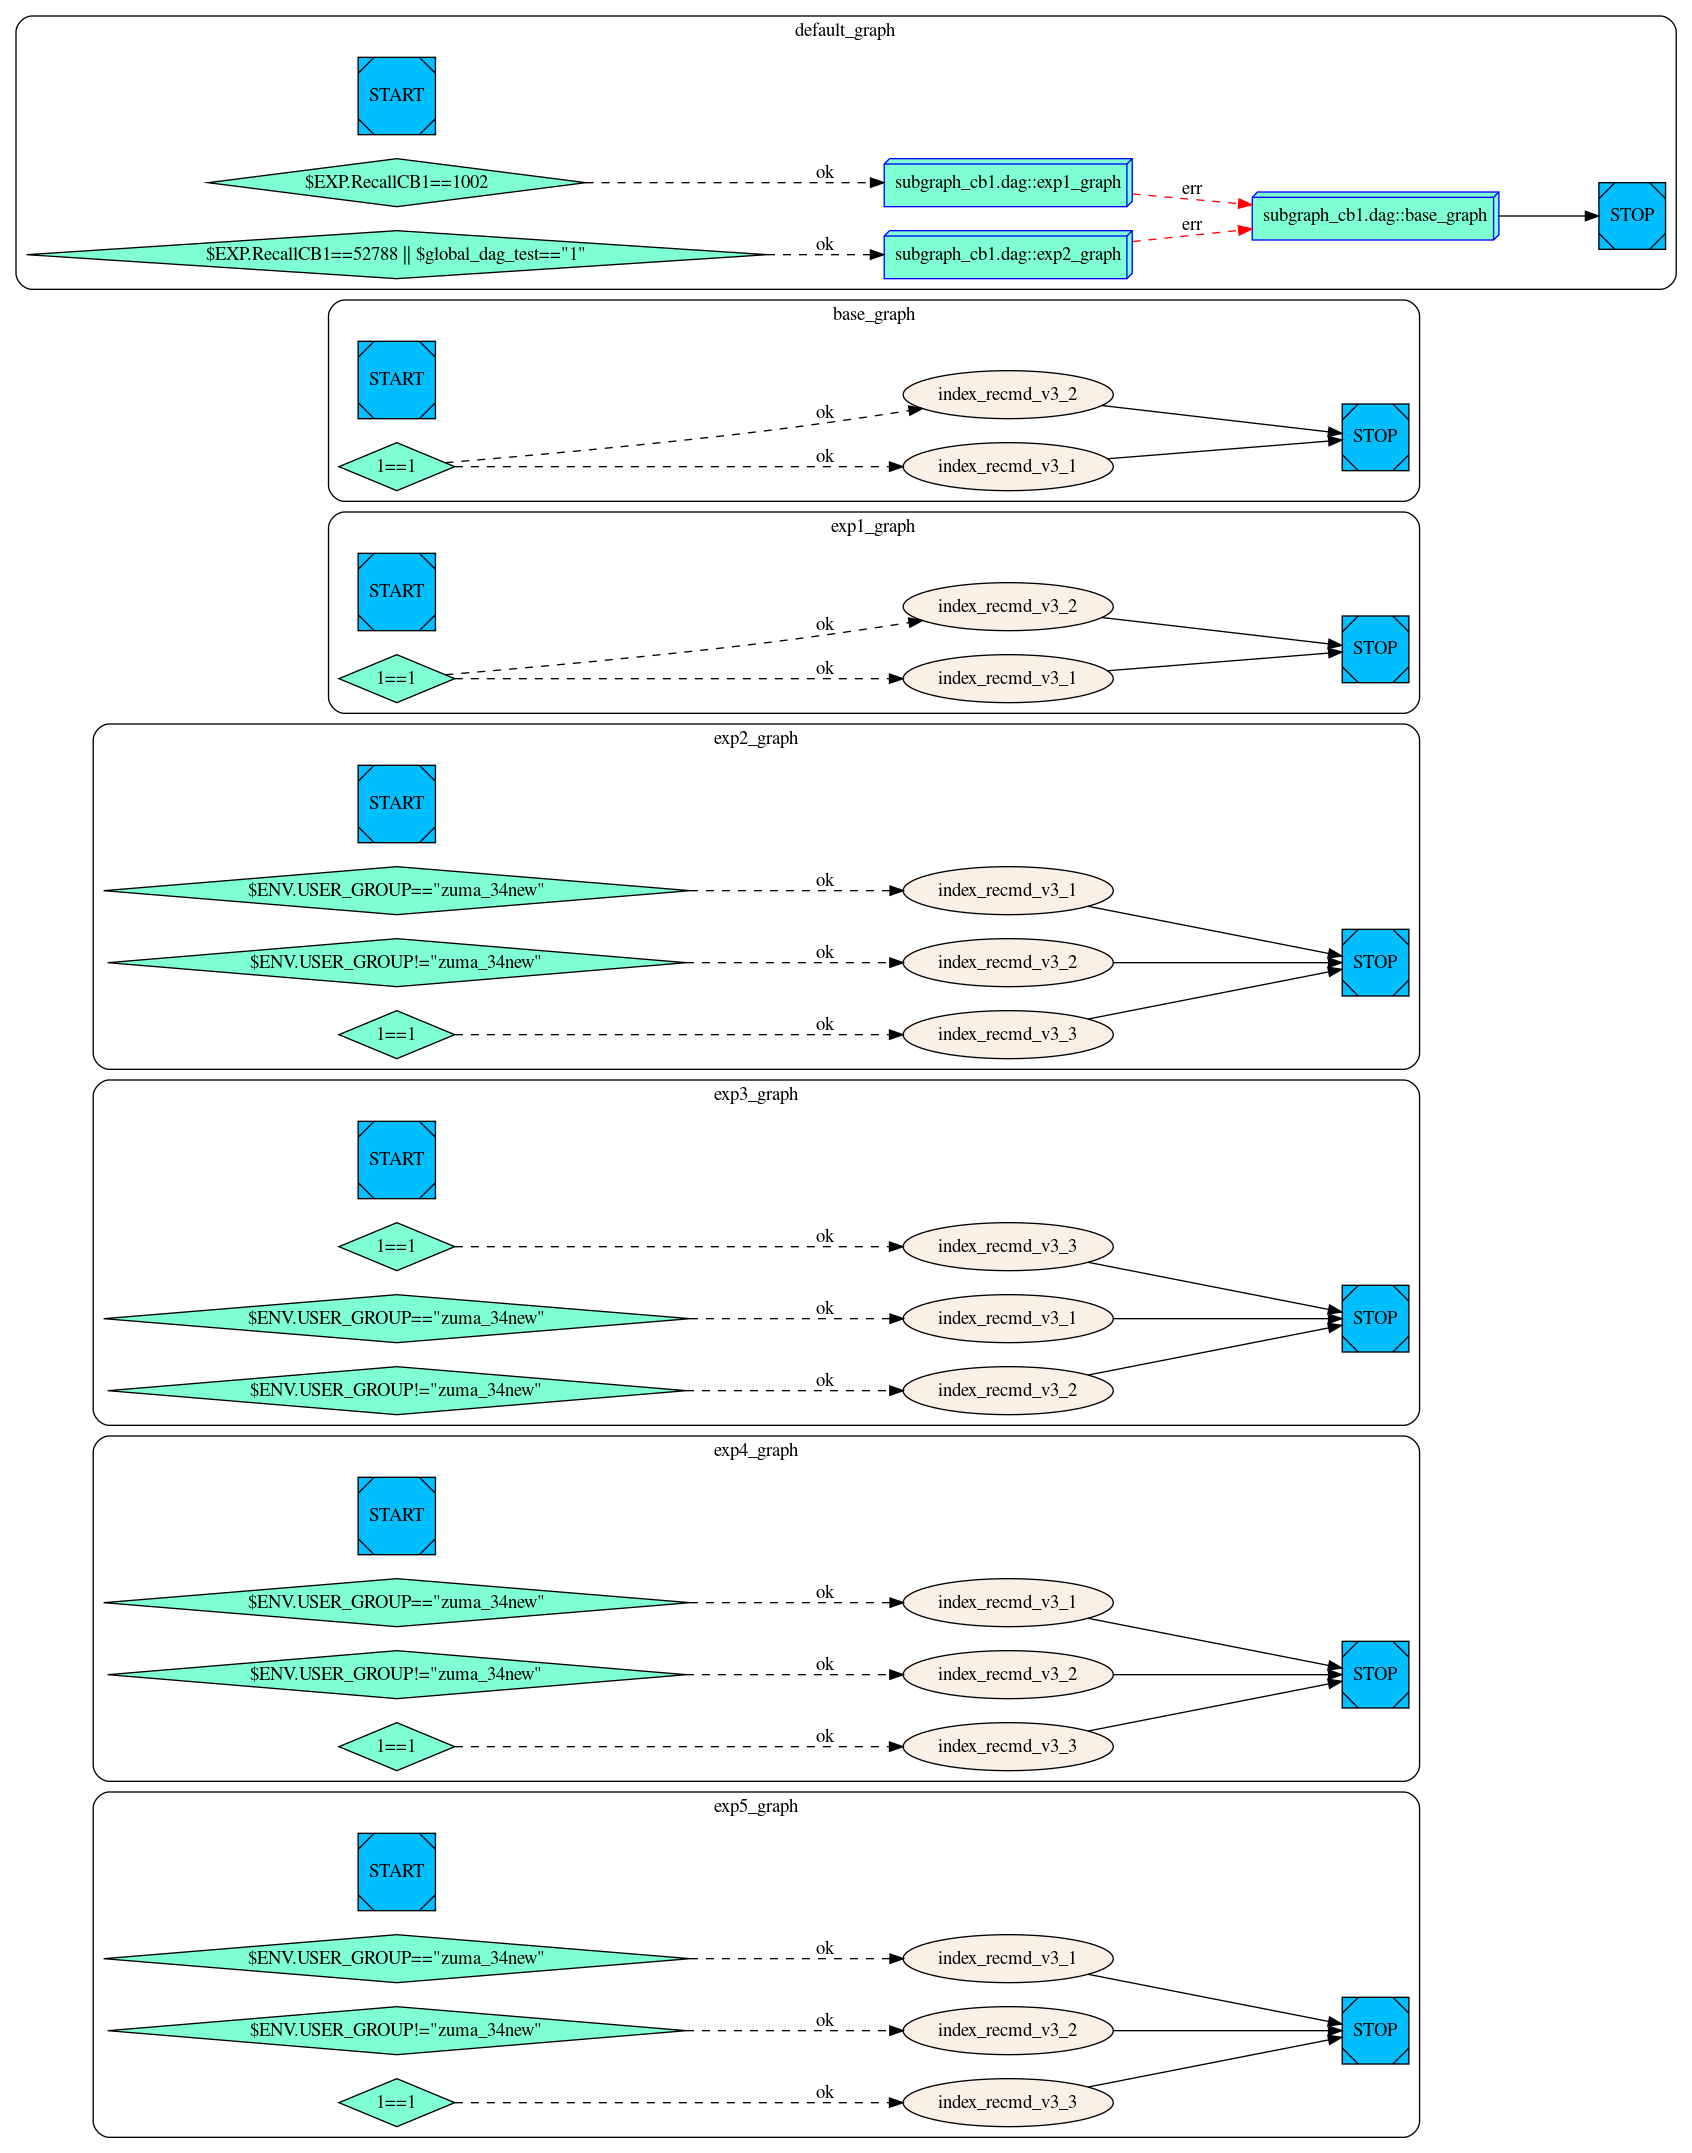 default_graph
START
$EXP.RecallCB1==1002
ok
subgraph_cb1.dag::exp1_graph
err
subgraph_cb1.dag::base_graph
STOP
$EXP.RecallCB1==52788 || $global_dag_test=="1"
ok
subgraph_cb1.dag::exp2_graph
err
base_graph
START
ok
index_recmd_v3_2
STOP
1==1
ok
index_recmd_v3_1
exp1_graph
START
ok
index_recmd_v3_2
STOP
1==1
ok
index_recmd_v3_1
exp2_graph
START
$ENV.USER_GROUP=="zuma_34new"
ok
index_recmd_v3_1
$ENV.USER_GROUP!="zuma_34new"
ok
index_recmd_v3_2
STOP
1==1
ok
index_recmd_v3_3
exp3_graph
START
1==1
ok
index_recmd_v3_3
$ENV.USER_GROUP=="zuma_34new"
ok
index_recmd_v3_1
STOP
$ENV.USER_GROUP!="zuma_34new"
ok
index_recmd_v3_2
exp4_graph
START
$ENV.USER_GROUP=="zuma_34new"
ok
index_recmd_v3_1
$ENV.USER_GROUP!="zuma_34new"
ok
index_recmd_v3_2
STOP
1==1
ok
index_recmd_v3_3
exp5_graph
START
$ENV.USER_GROUP=="zuma_34new"
ok
index_recmd_v3_1
$ENV.USER_GROUP!="zuma_34new"
ok
index_recmd_v3_2
STOP
1==1
ok
index_recmd_v3_3